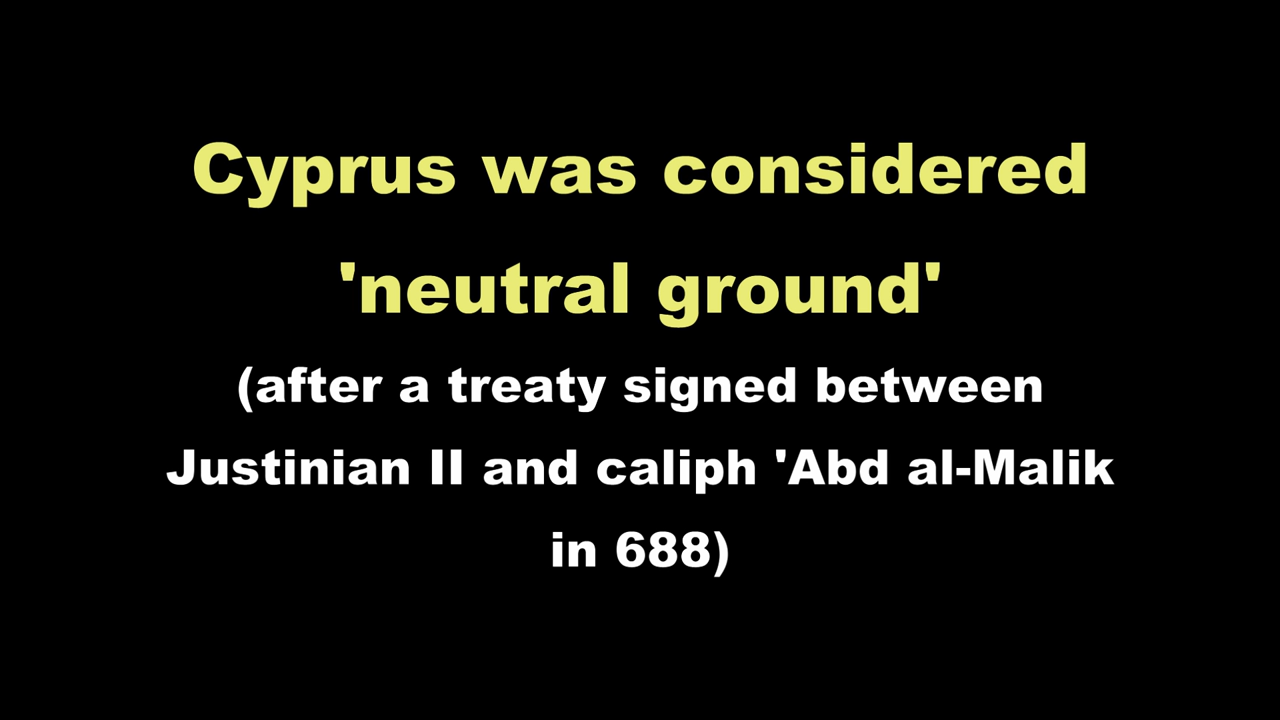 Cyprus was considered
'neutral ground'
(after a treaty signed between
Justinian II and caliph 'Abd al-Malik
in 688)